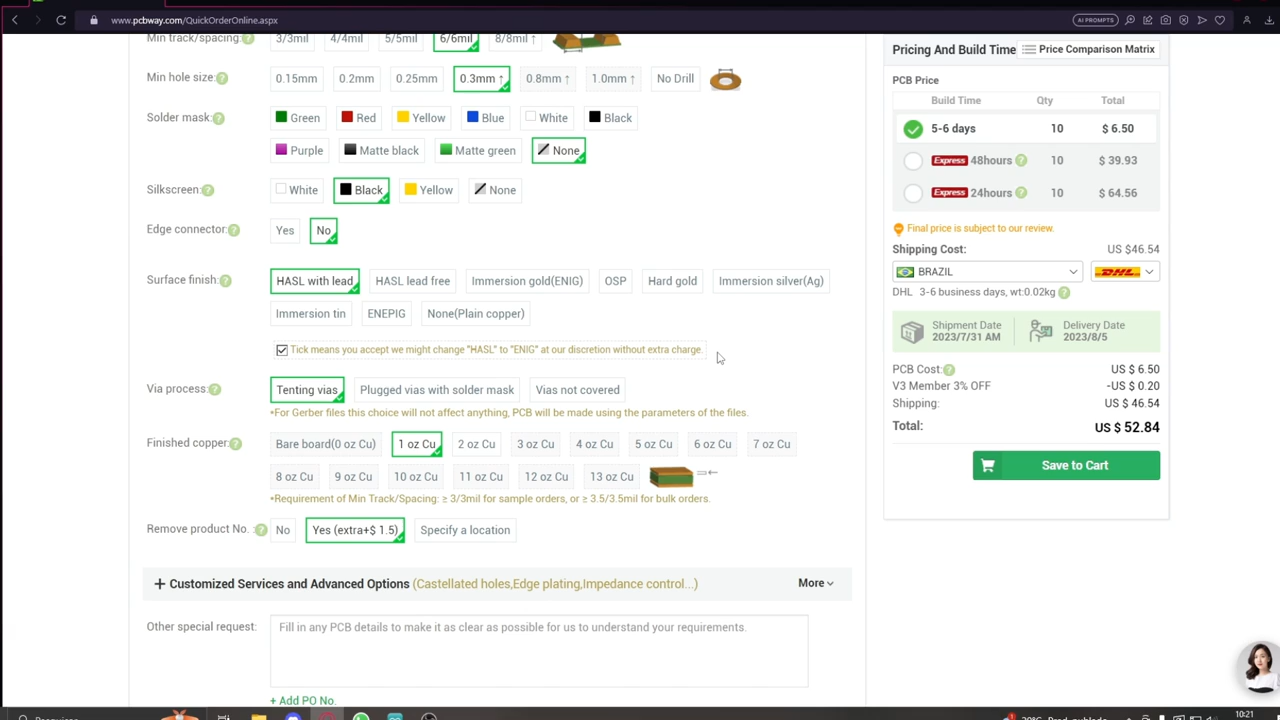 www.pcbway.com/QuickOrderOnline.aspx
AI PROMPTS
Min track/spacing: 3/3mil 4/4mil 5/5mil 6/6mil 8/8mil ↑
Min hole size: 0.15mm 0.2mm 0.25mm 0.3mm ↑ 0.8mm ↑ 1.0mm ↑ No Drill
Solder mask: Green Red Yellow Blue White Black
Purple Matte black Matte green None
Silkscreen: White Black Yellow None
Edge connector: Yes No
Surface finish: HASL with lead HASL lead free Immersion gold(ENIG) OSP Hard gold Immersion silver(Ag)
Immersion tin ENEPIG None(Plain copper)
Tick means you accept we might change "HASL" to "ENIG" at our discretion without extra charge.
Via process: Tenting vias Plugged vias with solder mask Vias not covered
*For Gerber files this choice will not affect anything, PCB will be made using the parameters of the files.
Finished copper: Bare board(0 oz Cu) 1 oz Cu 2 oz Cu 3 oz Cu 4 oz Cu 5 oz Cu 6 oz Cu 7 oz Cu
8 oz Cu 9 oz Cu 10 oz Cu 11 oz Cu 12 oz Cu 13 oz Cu
*Requirement of Min Track/Spacing: ≥ 3/3mil for sample orders, or ≥ 3.5/3.5mil for bulk orders.
Remove product No. : No Yes (extra+$ 1.5) Specify a location
+ Customized Services and Advanced Options (Castellated holes,Edge plating,Impedance control...) More
Other special request: Fill in any PCB details to make it as clear as possible for us to understand your requirements.
+ Add PO No.
Pricing And Build Time Price Comparison Matrix
PCB Price
Build Time Qty Total
5-6 days 10 $ 6.50
Express 48hours 10 $ 39.93
Express 24hours 10 $ 64.56
Final price is subject to our review.
Shipping Cost: US $46.54
BRAZIL DHL
DHL 3-6 business days, wt:0.02kg
Shipment Date
2023/7/31 AM
Delivery Date
2023/8/5
PCB Cost: US $ 6.50
V3 Member 3% OFF -US $ 0.20
Shipping: US $ 46.54
Total: US $ 52.84
Save to Cart
10:21